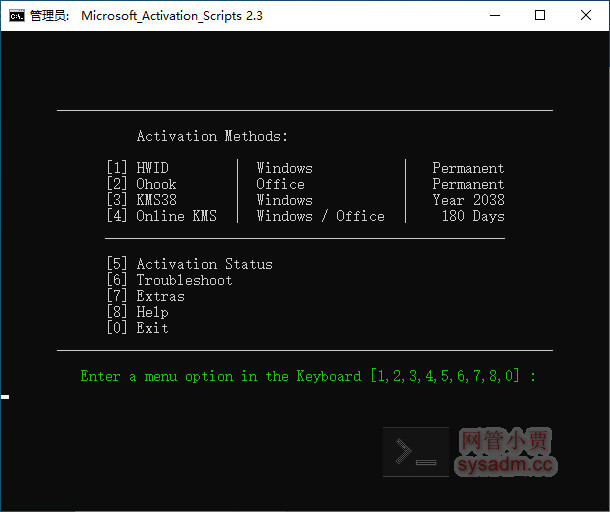 管理员: Microsoft_Activation_Scripts 2.3
Activation Methods:
[1] HWID | Windows | Permanent
[2] Ohook | Office | Permanent
[3] KMS38 | Windows | Year 2038
[4] Online KMS | Windows / Office | 180 Days
[5] Activation Status
[6] Troubleshoot
[7] Extras
[8] Help
[0] Exit
Enter a menu option in the Keyboard [1,2,3,4,5,6,7,8,0] :
网管小贾
sysadm.cc